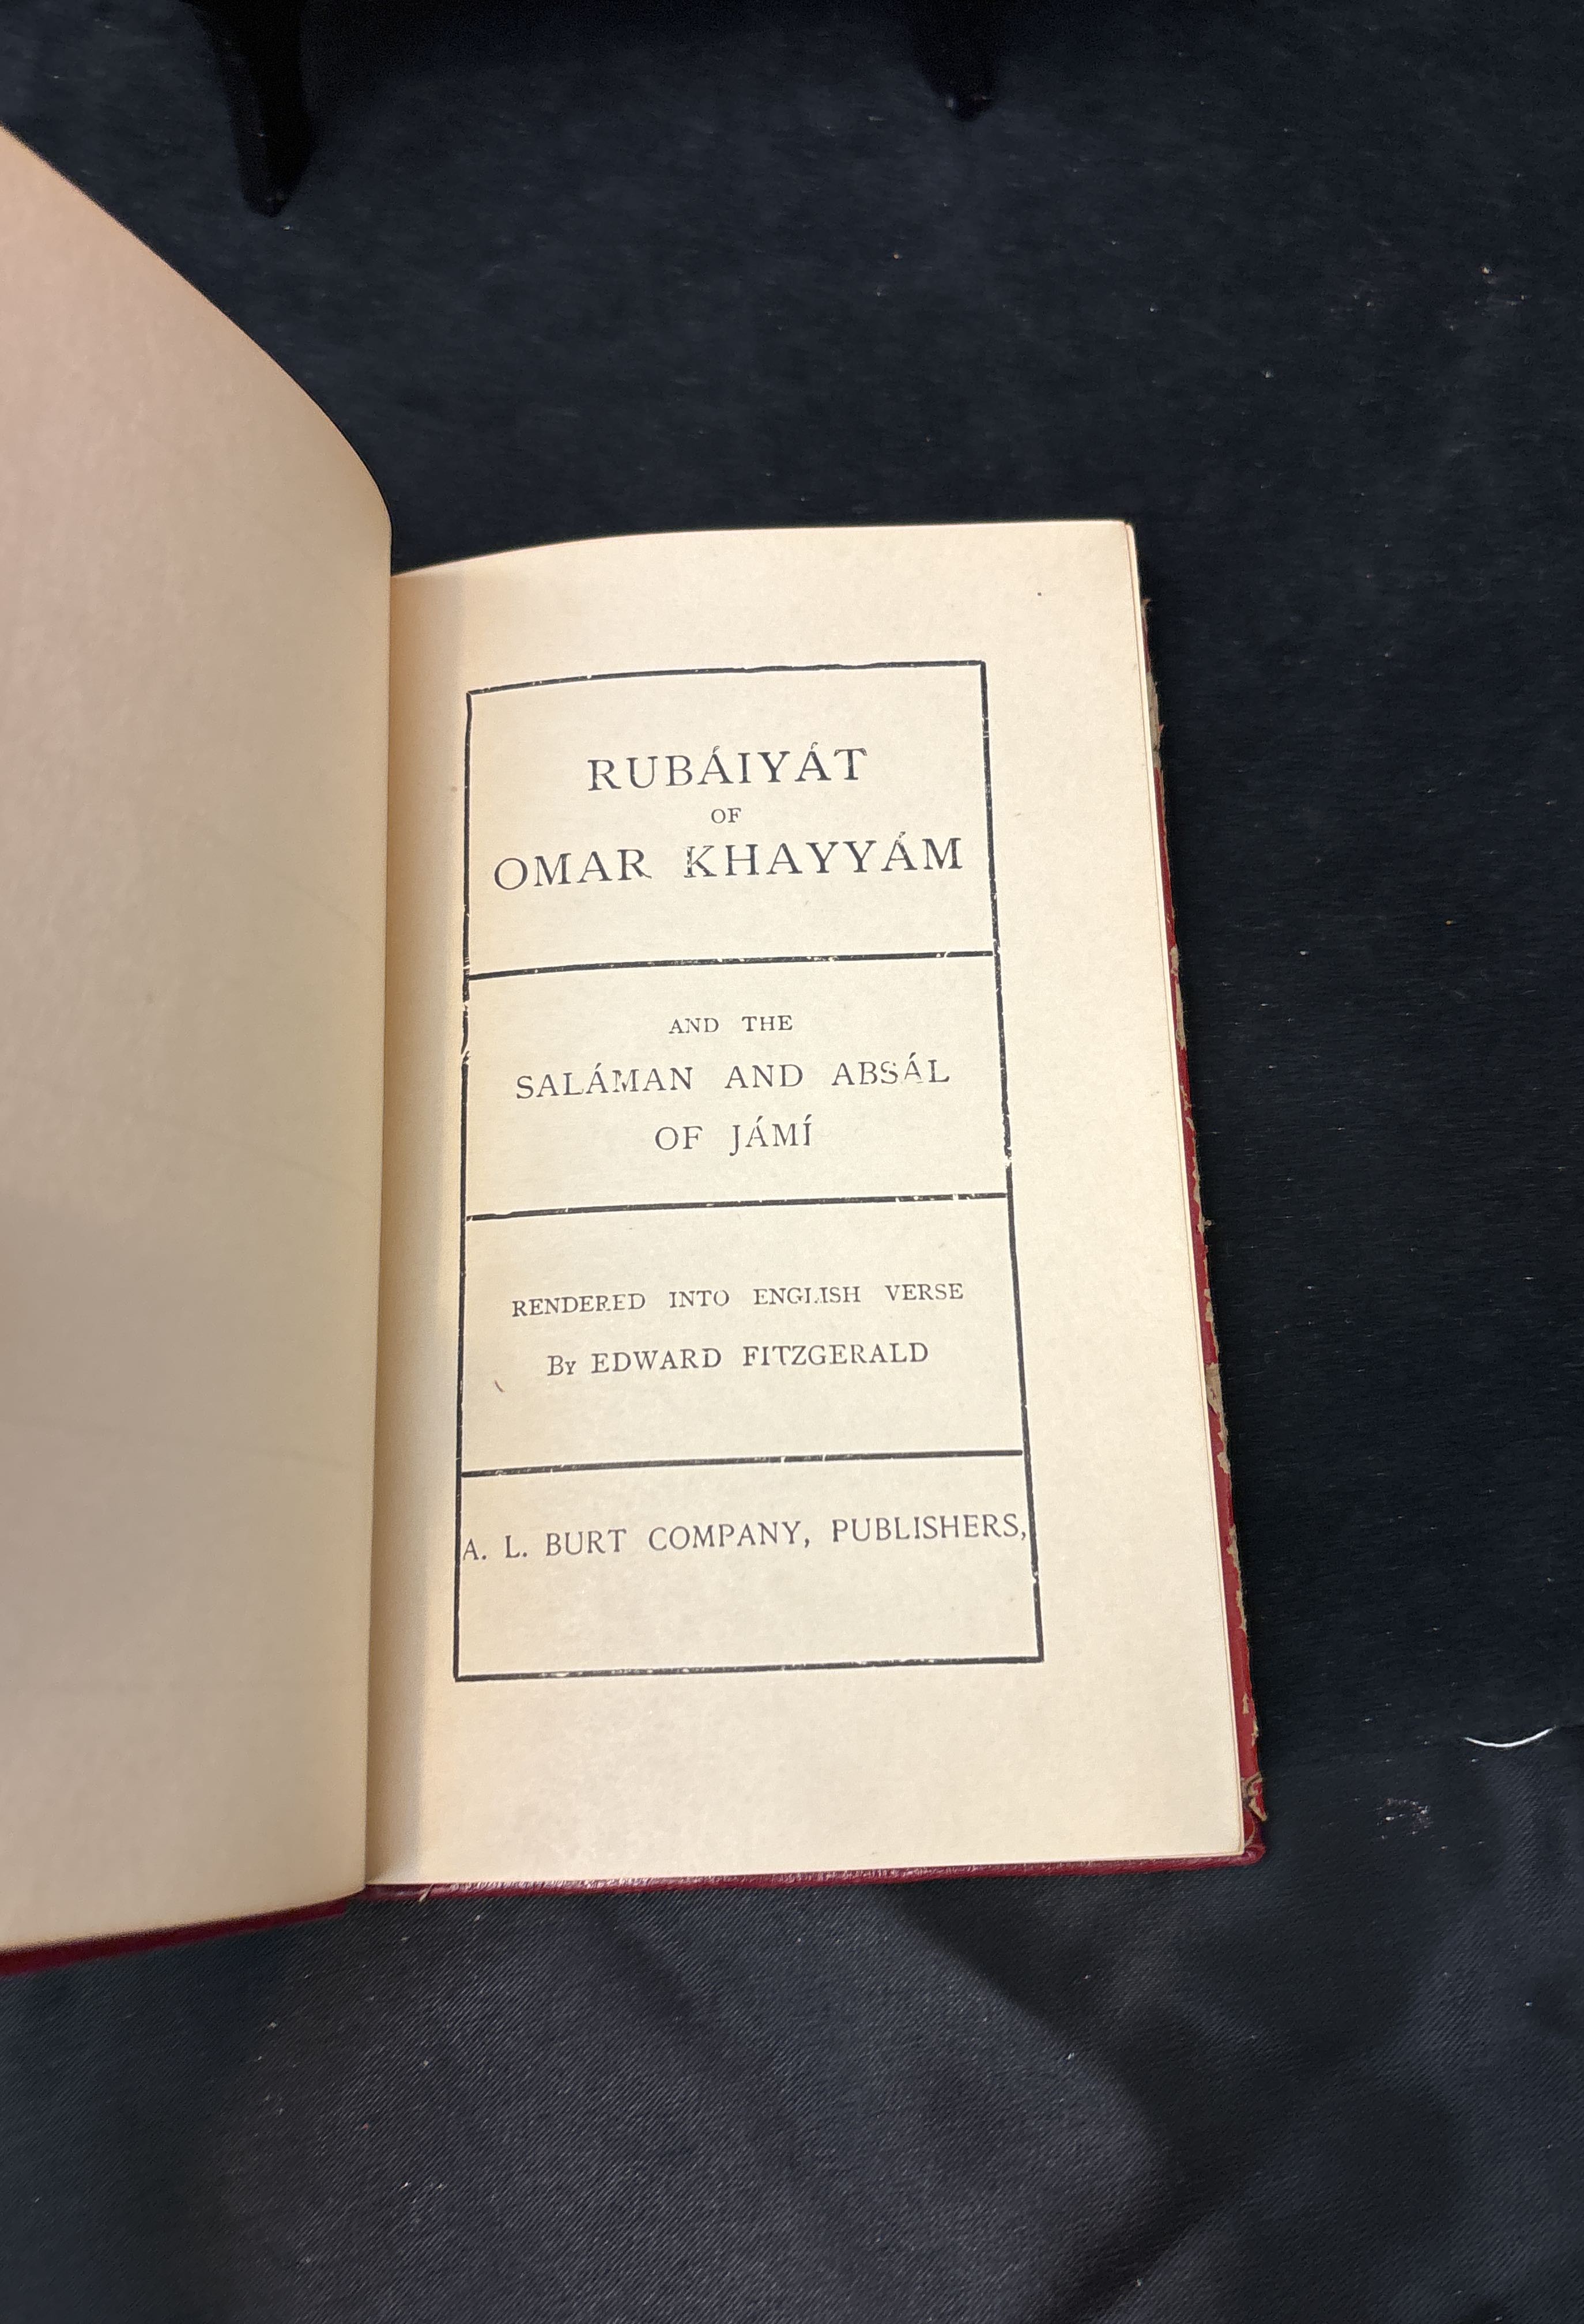 RUBÁIYÁT
OF
OMAR KHAYYÁM
AND THE
SALÁMAN AND ABSÁL
OF JÁMÍ
RENDERED INTO ENGLISH VERSE
By EDWARD FITZGERALD
A. L. BURT COMPANY, PUBLISHERS,